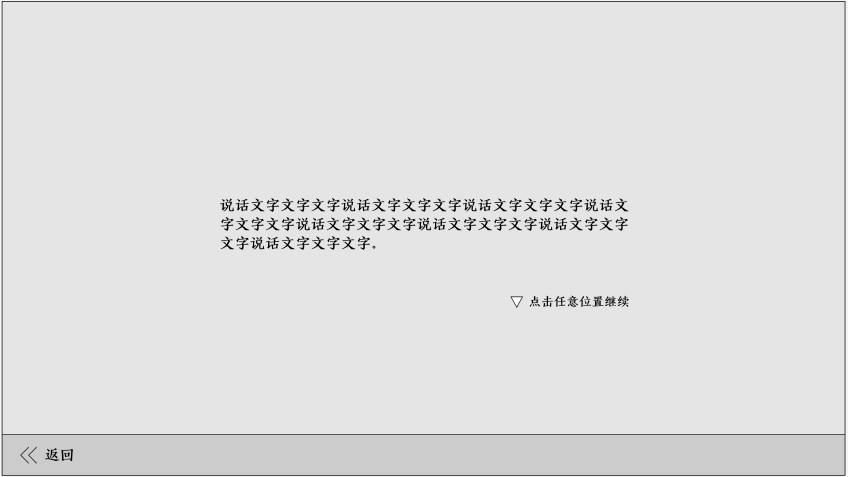 说话文字文字文字说话文字文字文字说话文字文字文字说话文
字文字文字说话文字文字文字说话文字文字文字说话文字文字
文字说话文字文字文字。
▽ 点击任意位置继续
返回